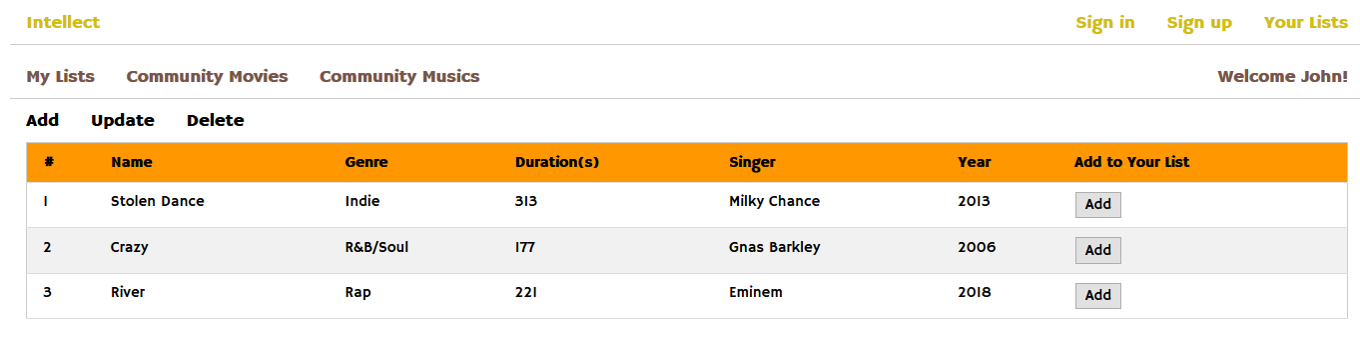 Intellect Sign in Sign up Your Lists
My Lists Community Movies Community Musics Welcome John!
Add Update Delete
# Name Genre Duration(s) Singer Year Add to Your List
1 Stolen Dance Indie 313 Milky Chance 2013 Add
2 Crazy R&B/Soul 177 Gnas Barkley 2006 Add
3 River Rap 221 Eminem 2018 Add